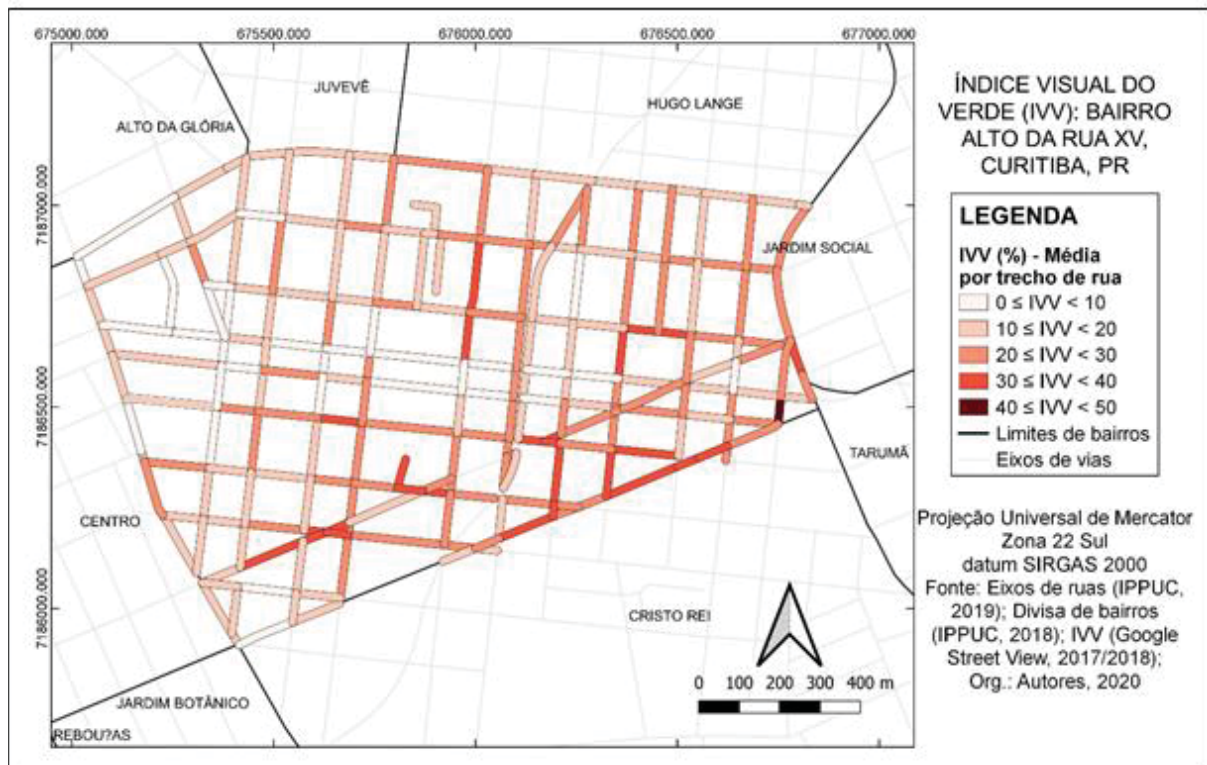 675000.000
675500.000
676000.000
676500.000
677000.000
JUVEVÊ
HUGO LANGE
ALTO DA GLÓRIA
7187000.000
JARDIM SOCIAL
7186500.000
TARUMÃ
CENTRO
7186000.000
CRISTO REI
JARDIM BOTÂNICO
REBOU?AS
0 100 200 300 400 m
ÍNDICE VISUAL DO
VERDE (IVV): BAIRRO
ALTO DA RUA XV,
CURITIBA, PR
LEGENDA
IVV (%) - Média
por trecho de rua
0 ≤ IVV < 10
10 ≤ IVV < 20
20 ≤ IVV < 30
30 ≤ IVV < 40
40 ≤ IVV < 50
Limites de bairros
Eixos de vias
Projeção Universal de Mercator
Zona 22 Sul
datum SIRGAS 2000
Fonte: Eixos de ruas (IPPUC,
2019); Divisa de bairros
(IPPUC, 2018); IVV (Google
Street View, 2017/2018);
Org.: Autores, 2020